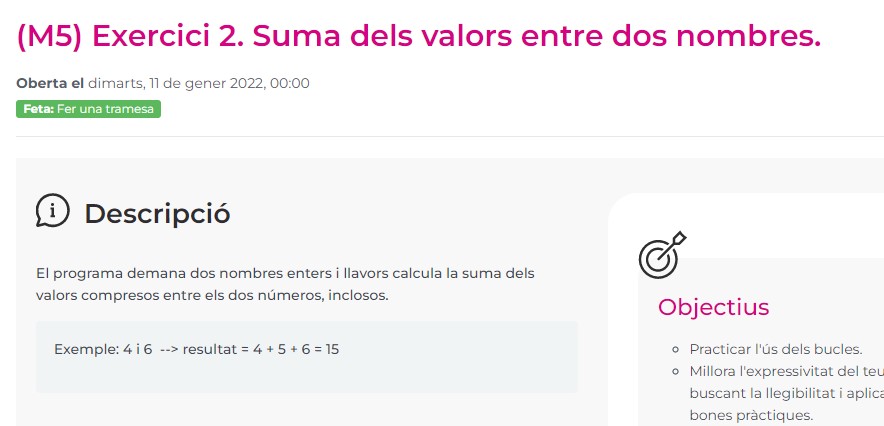 (M5) Exercici 2. Suma dels valors entre dos nombres.
Oberta el dimarts, 11 de gener 2022, 00:00
Feta: Fer una tramesa
Descripció
El programa demana dos nombres enters i llavors calcula la suma dels
valors compresos entre els dos números, inclosos.
Exemple: 4 i 6 --> resultat = 4 + 5 + 6 = 15
Objectius
Practicar l'ús dels bucles.
Millora l'expressivitat del teu
buscant la llegibilitat i aplica
bones pràctiques.